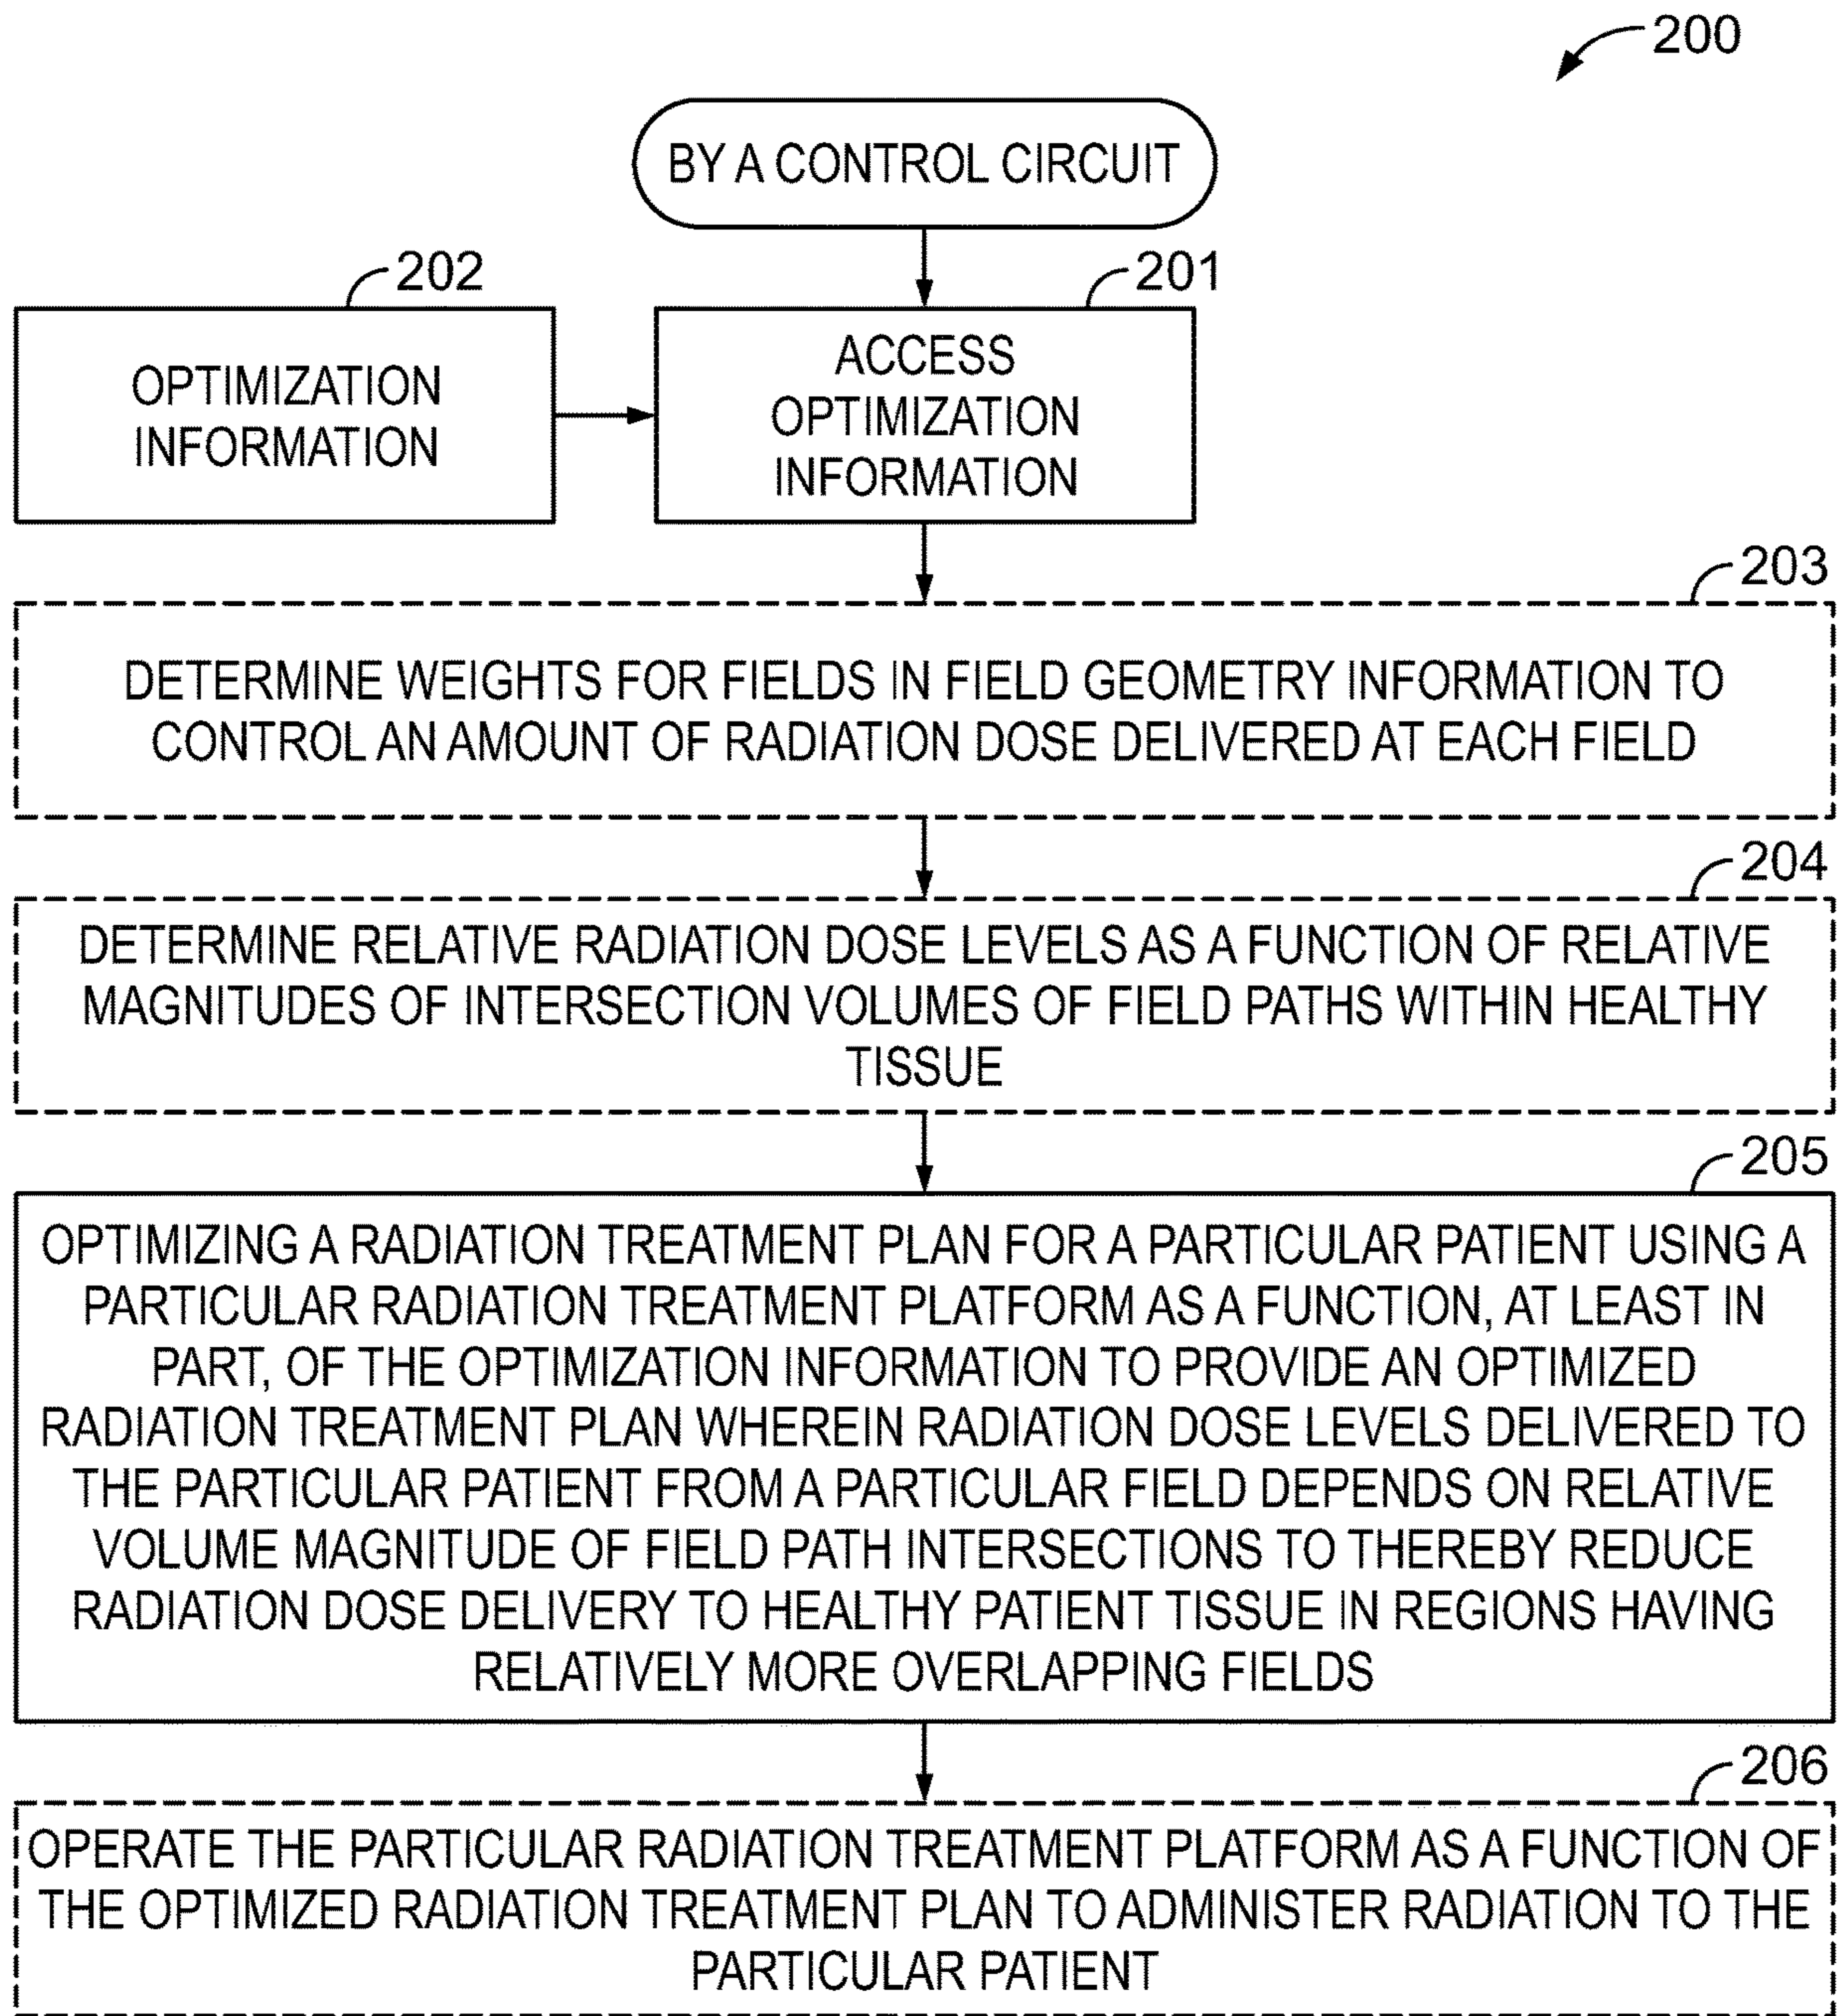 200
BY A CONTROL CIRCUIT
202
201
OPTIMIZATION
INFORMATION
ACCESS
OPTIMIZATION
INFORMATION
203
DETERMINE WEIGHTS FOR FIELDS IN FIELD GEOMETRY INFORMATION TO
CONTROL AN AMOUNT OF RADIATION DOSE DELIVERED AT EACH FIELD
204
DETERMINE RELATIVE RADIATION DOSE LEVELS AS A FUNCTION OF RELATIVE
MAGNITUDES OF INTERSECTION VOLUMES OF FIELD PATHS WITHIN HEALTHY
TISSUE
205
OPTIMIZING A RADIATION TREATMENT PLAN FOR A PARTICULAR PATIENT USING A
PARTICULAR RADIATION TREATMENT PLATFORM AS A FUNCTION, AT LEAST IN
PART, OF THE OPTIMIZATION INFORMATION TO PROVIDE AN OPTIMIZED
RADIATION TREATMENT PLAN WHEREIN RADIATION DOSE LEVELS DELIVERED TO
THE PARTICULAR PATIENT FROM A PARTICULAR FIELD DEPENDS ON RELATIVE
VOLUME MAGNITUDE OF FIELD PATH INTERSECTIONS TO THEREBY REDUCE
RADIATION DOSE DELIVERY TO HEALTHY PATIENT TISSUE IN REGIONS HAVING
RELATIVELY MORE OVERLAPPING FIELDS
206
OPERATE THE PARTICULAR RADIATION TREATMENT PLATFORM AS A FUNCTION OF
THE OPTIMIZED RADIATION TREATMENT PLAN TO ADMINISTER RADIATION TO THE
PARTICULAR PATIENT